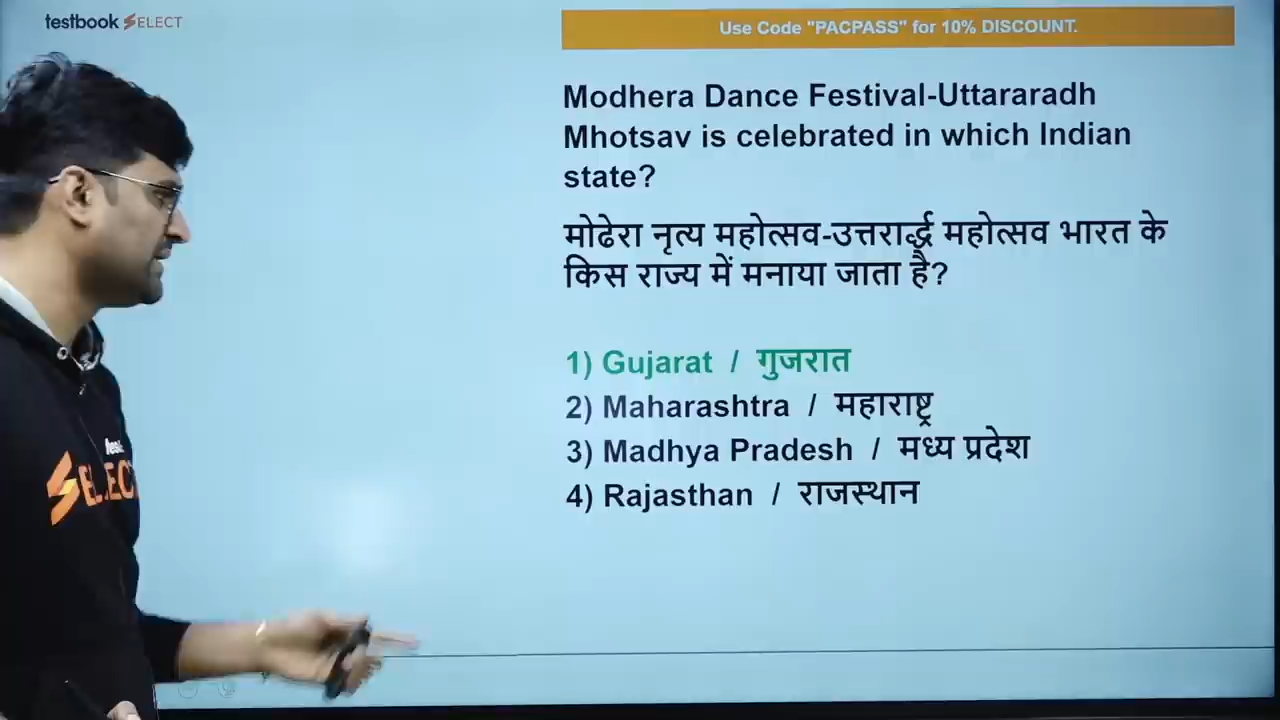 testbook SELECT
Use Code "PACPASS" for 10% DISCOUNT.
Modhera Dance Festival-Uttararadh
Mhotsav is celebrated in which Indian
state?
मोढेरा नृत्य महोत्सव-उत्तरार्द्ध महोत्सव भारत के
किस राज्य में मनाया जाता है?
1) Gujarat / गुजरात
2) Maharashtra / महाराष्ट्र
3) Madhya Pradesh / मध्य प्रदेश
4) Rajasthan / राजस्थान
SELECT